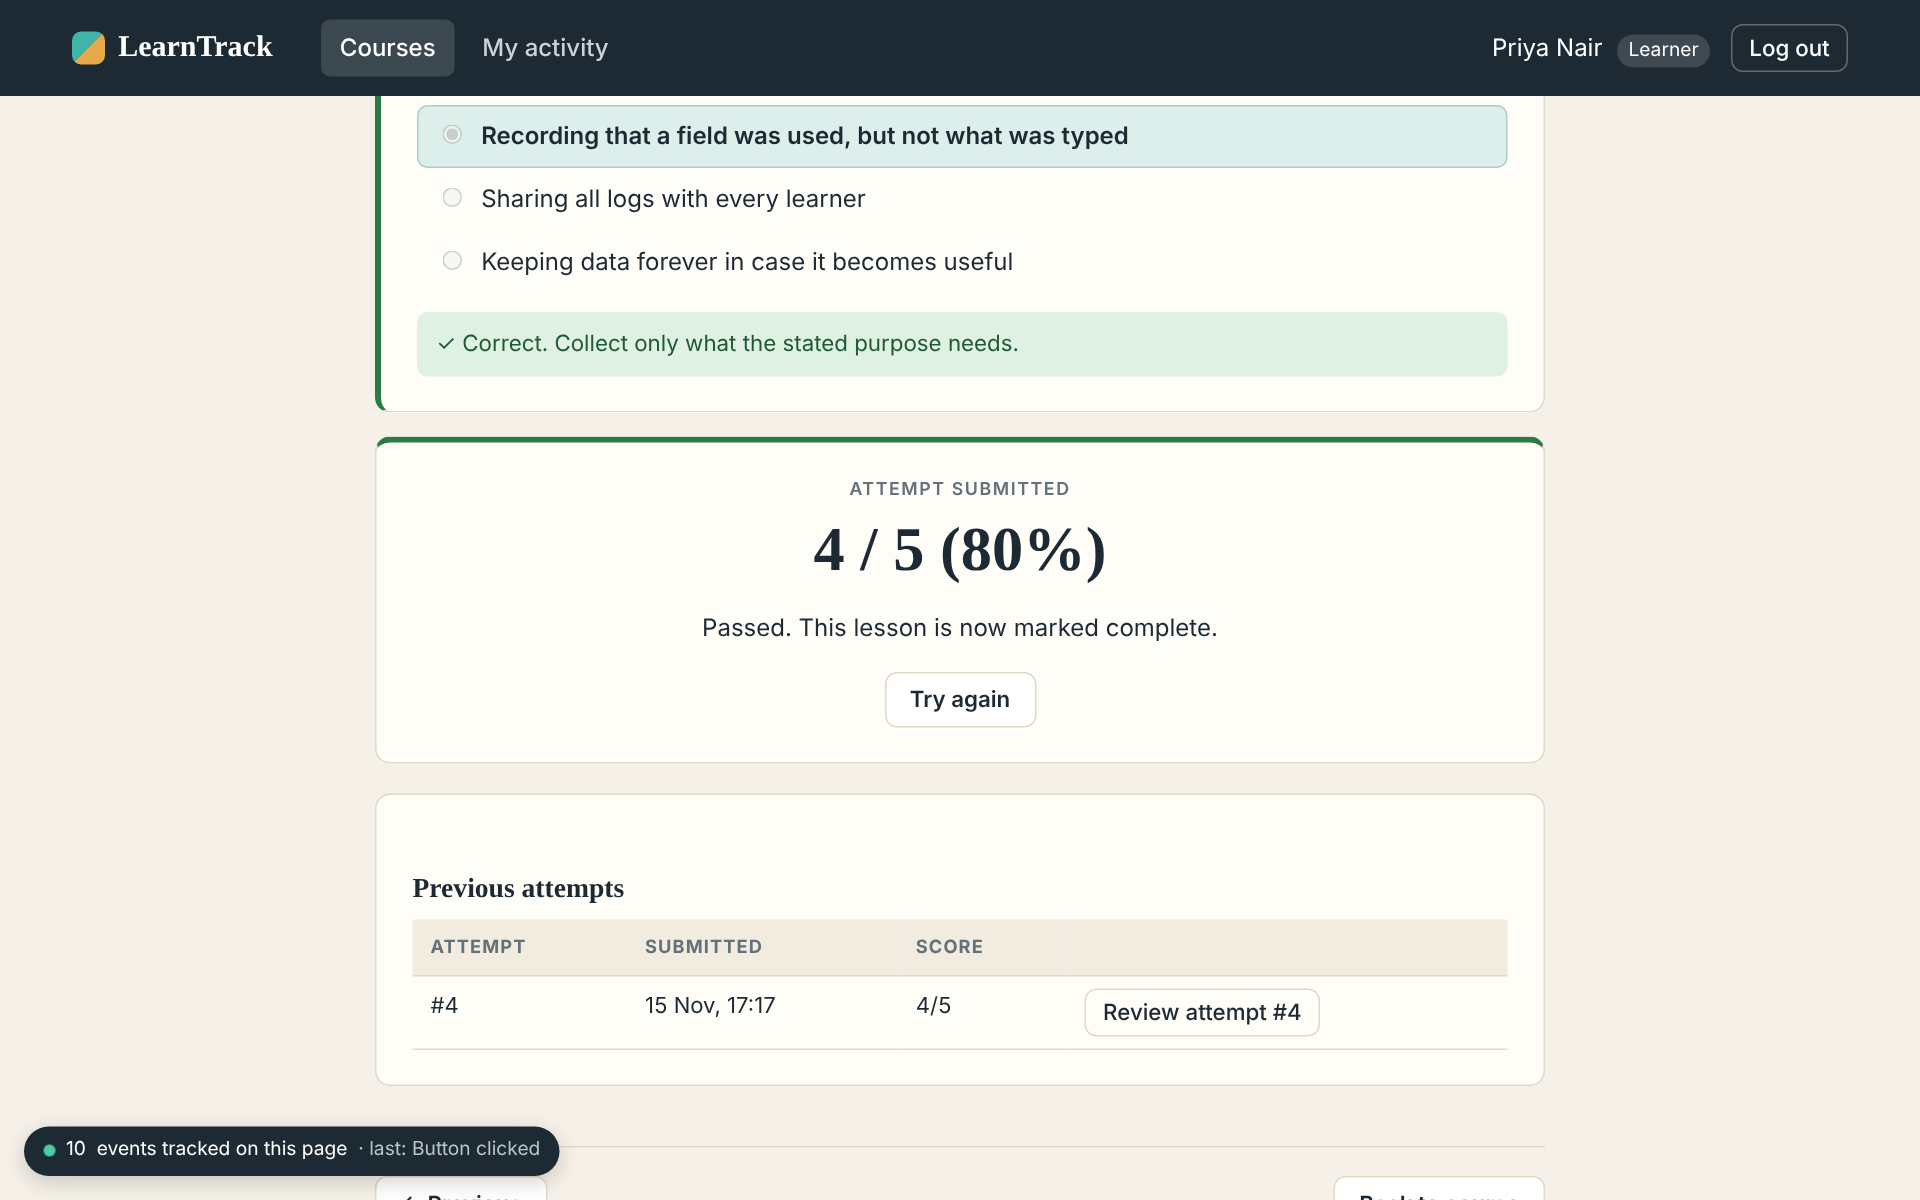 LearnTrack Courses My activity Priya Nair Learner Log out
Recording that a field was used, but not what was typed
Sharing all logs with every learner
Keeping data forever in case it becomes useful
✓ Correct. Collect only what the stated purpose needs.
ATTEMPT SUBMITTED
4 / 5 (80%)
Passed. This lesson is now marked complete.
Try again
Previous attempts
ATTEMPT SUBMITTED SCORE
#4 15 Nov, 17:17 4/5 Review attempt #4
10 events tracked on this page · last: Button clicked